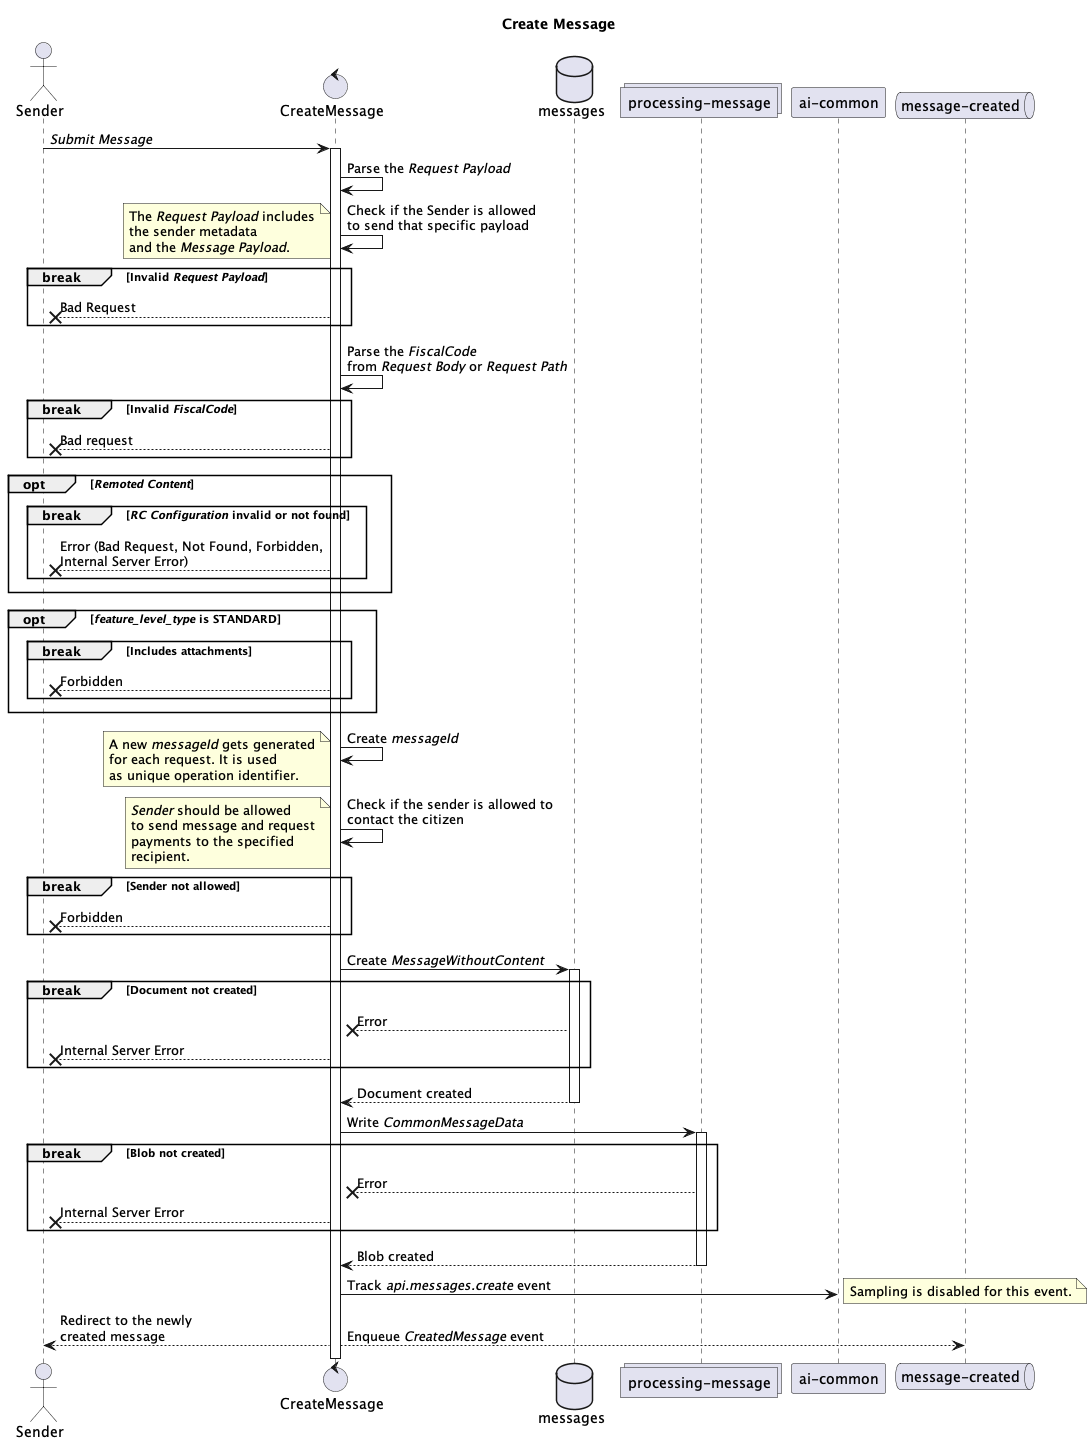 Create Message
Sender
CreateMessage
messages
processing-message
ai-common
message-created
Submit Message
Parse the Request Payload
The Request Payload includes
the sender metadata
and the Message Payload.
Check if the Sender is allowed
to send that specific payload
break [Invalid Request Payload]
Bad Request
Parse the FiscalCode
from Request Body or Request Path
break [Invalid FiscalCode]
Bad request
opt [Remoted Content]
break [RC Configuration invalid or not found]
Error (Bad Request, Not Found, Forbidden,
Internal Server Error)
opt [feature_level_type is STANDARD]
break [Includes attachments]
Forbidden
A new messageId gets generated
for each request. It is used
as unique operation identifier.
Create messageId
Sender should be allowed
to send message and request
payments to the specified
recipient.
Check if the sender is allowed to
contact the citizen
break [Sender not allowed]
Forbidden
Create MessageWithoutContent
break [Document not created]
Error
Internal Server Error
Document created
Write CommonMessageData
break [Blob not created]
Error
Internal Server Error
Blob created
Track api.messages.create event
Sampling is disabled for this event.
Redirect to the newly
created message
Enqueue CreatedMessage event
Sender
CreateMessage
messages
processing-message
ai-common
message-created